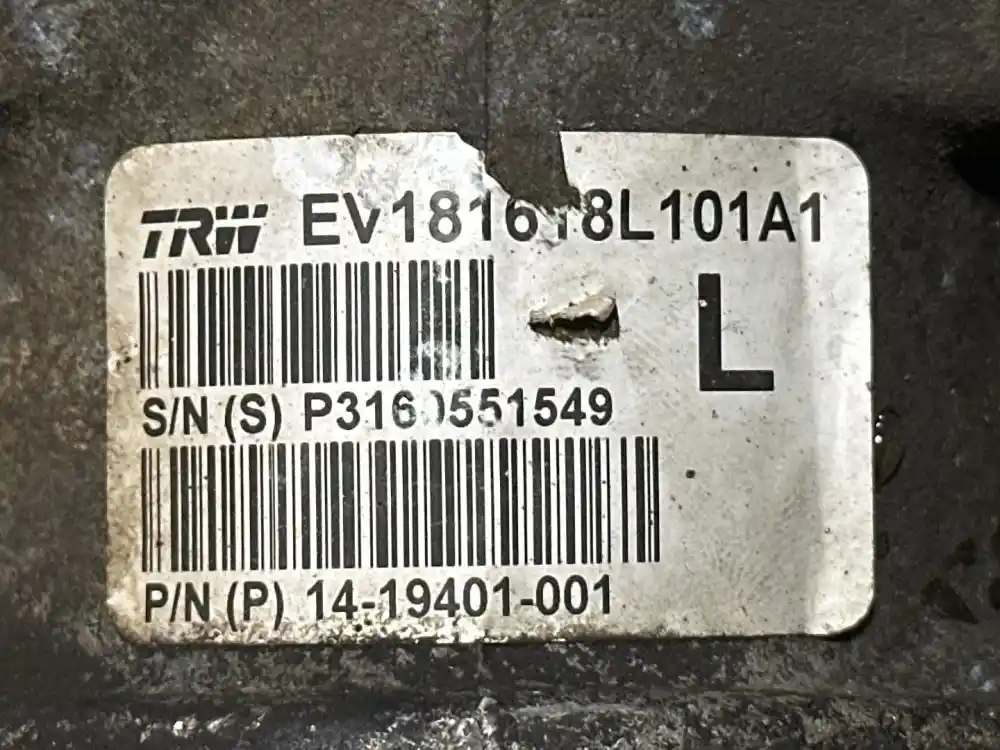 TRW EV181618L101A1
L
S/N (S) P3160551549
P/N (P) 14-19401-001